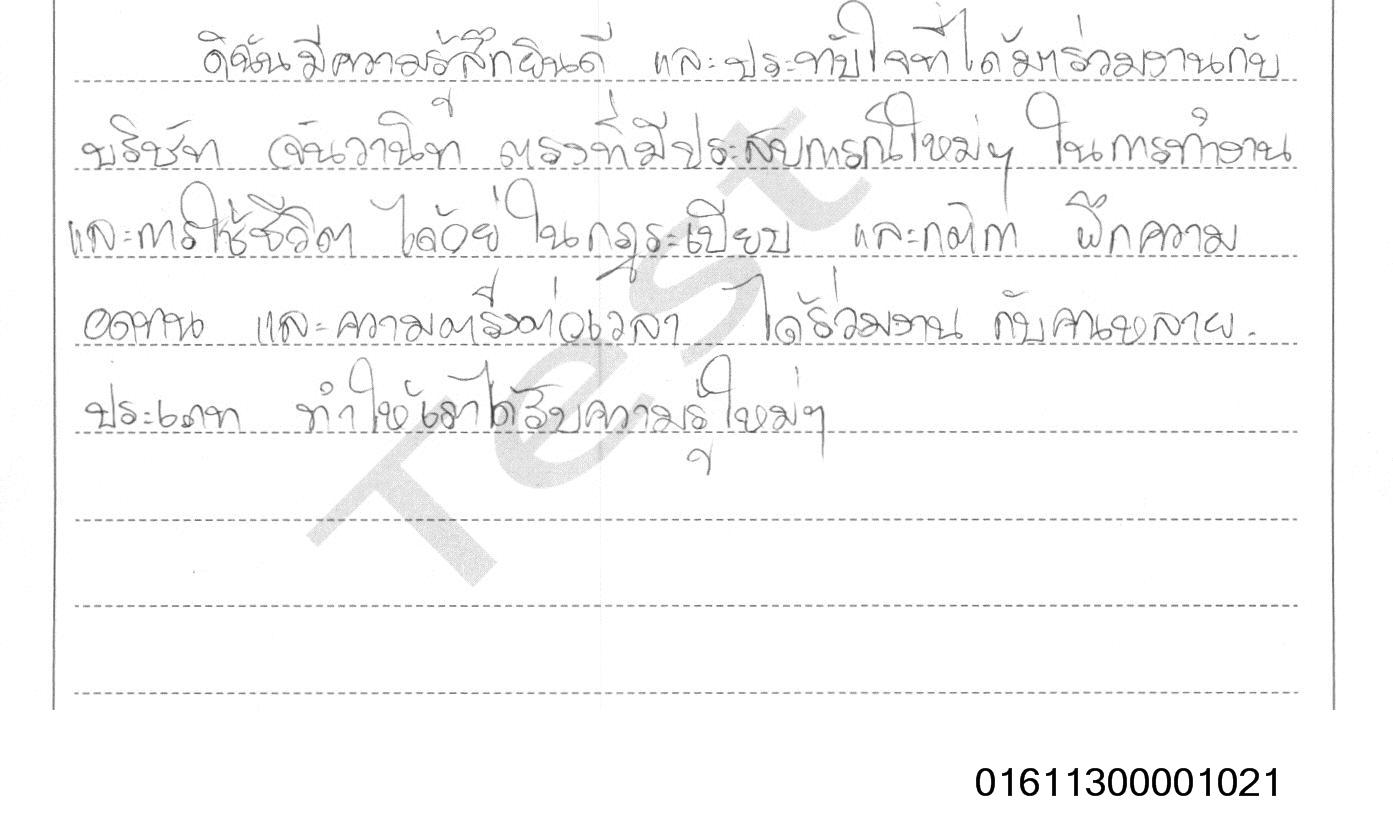 ดิฉันมีความรู้สึกยินดี และประทับใจที่ได้มาร่วมงานกับ
บริษัท จันวานิชๆ ตรงที่มีประสบการณ์ใหม่ๆ ในการทำงาน
และการใช้ชีวิต ได้อยู่ในกฎระเบียบ และกติกา ฝึกความ
อดทน และความตรงต่อเวลา ได้ร่วมงาน กับคนหลาย
ประเภท ทำให้เราได้รับความรู้ใหม่ๆ
Test
01611300001021